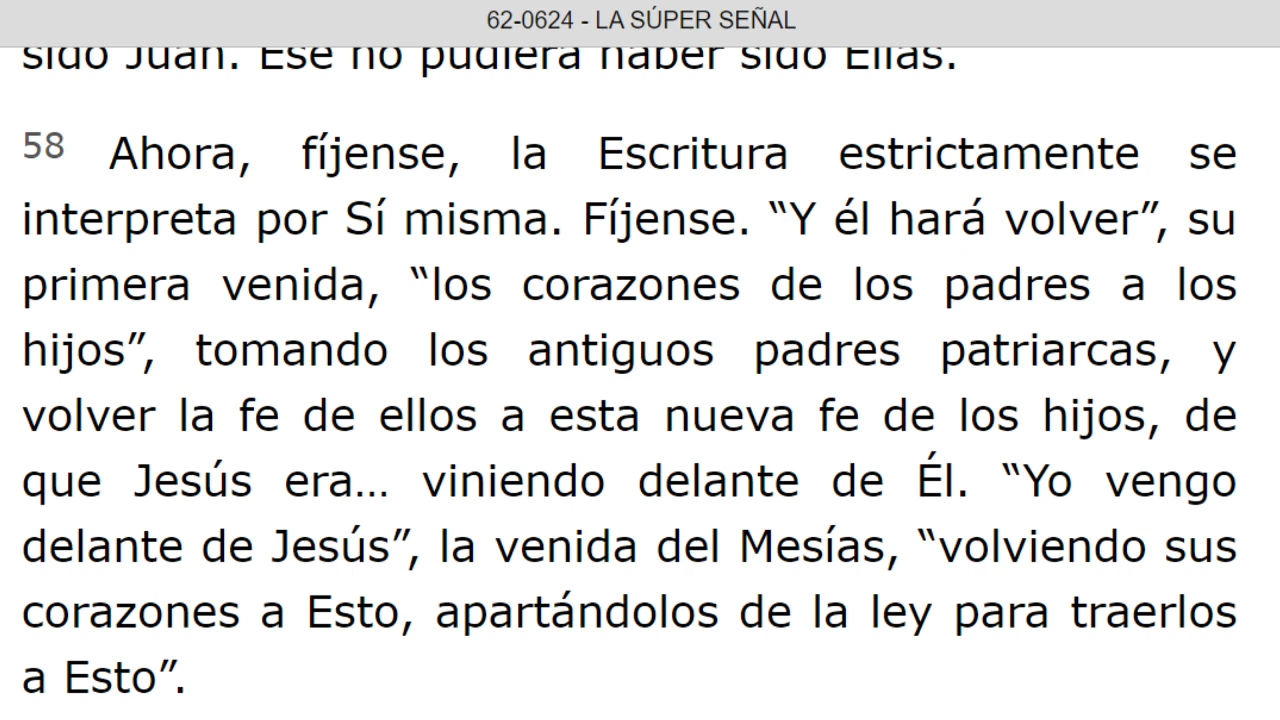 62-0624 - LA SÚPER SEÑAL
sido Juan. Ese no pudiera haber sido Elías.
58 Ahora, fíjense, la Escritura estrictamente se
interpreta por Sí misma. Fíjense. “Y él hará volver”, su
primera venida, “los corazones de los padres a los
hijos”, tomando los antiguos padres patriarcas, y
volver la fe de ellos a esta nueva fe de los hijos, de
que Jesús era... viniendo delante de Él. “Yo vengo
delante de Jesús”, la venida del Mesías, “volviendo sus
corazones a Esto, apartándolos de la ley para traerlos
a Esto”.